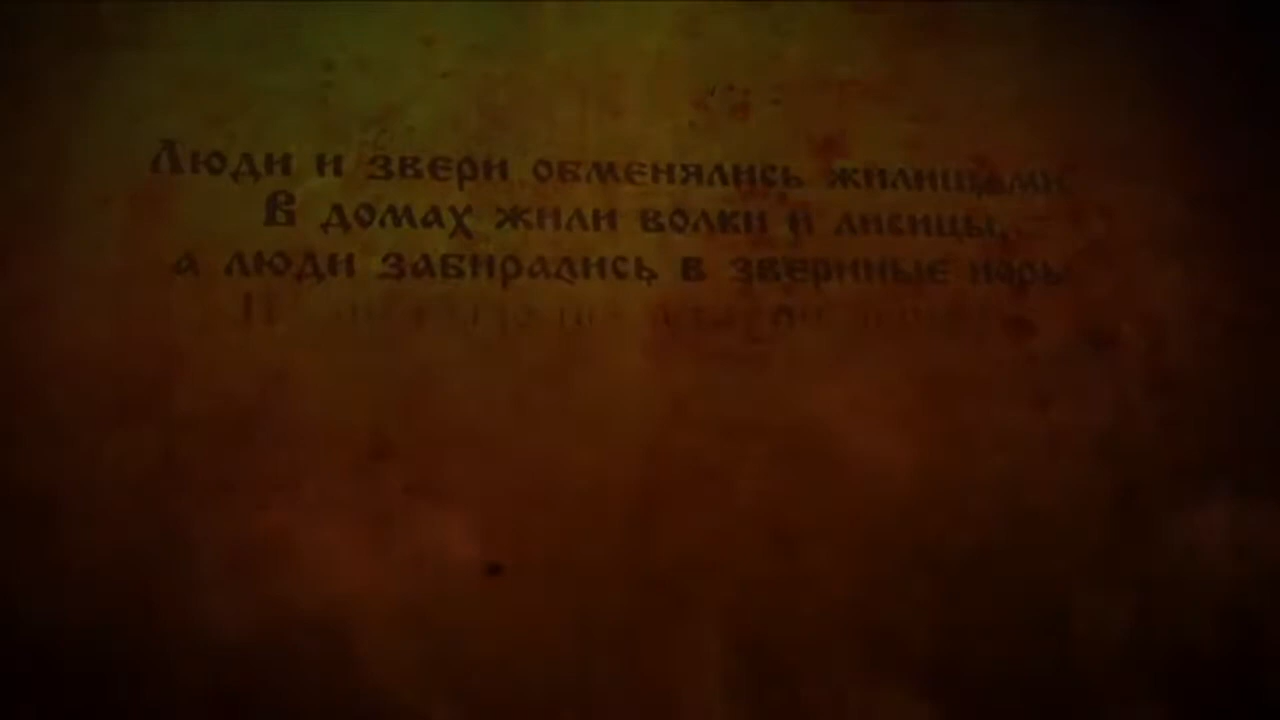 Люди и звери обменялись жилищами
В домах жили волки и лисицы,
а люди забирались в звериные норы